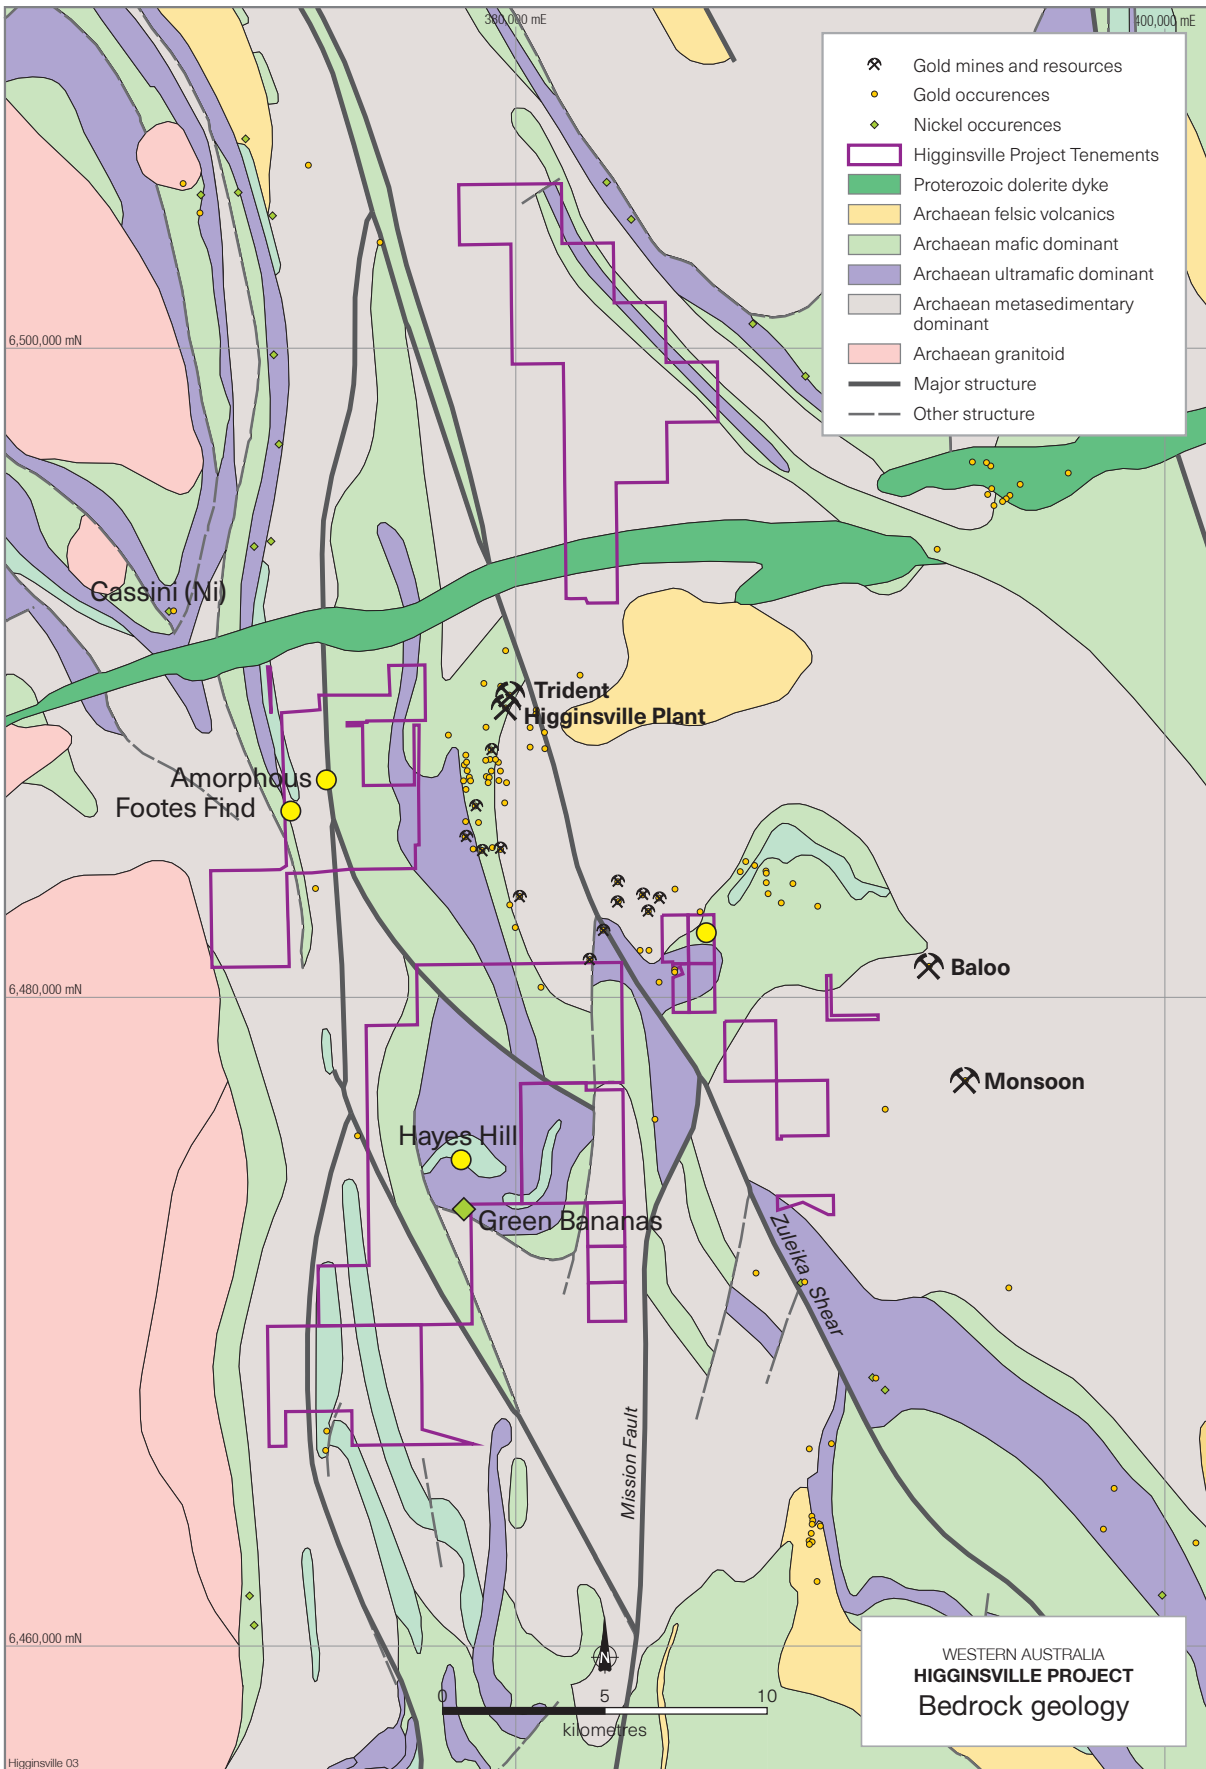 380,000 mE
400,000 mE
Gold mines and resources
Gold occurences
Nickel occurences
Higginsville Project Tenements
Proterozoic dolerite dyke
Archaean felsic volcanics
Archaean mafic dominant
Archaean ultramafic dominant
Archaean metasedimentary
dominant
Archaean granitoid
Major structure
Other structure
6,500,000 mN
Cassini (Ni)
Trident
Higginsville Plant
Amorphous
Footes Find
Baloo
6,480,000 mN
Monsoon
Hayes Hill
Green Bananas
Zuleika Shear
Mission Fault
6,460,000 mN
N
0 5 10
kilometres
WESTERN AUSTRALIA
HIGGINSVILLE PROJECT
Bedrock geology
Higginsville 03